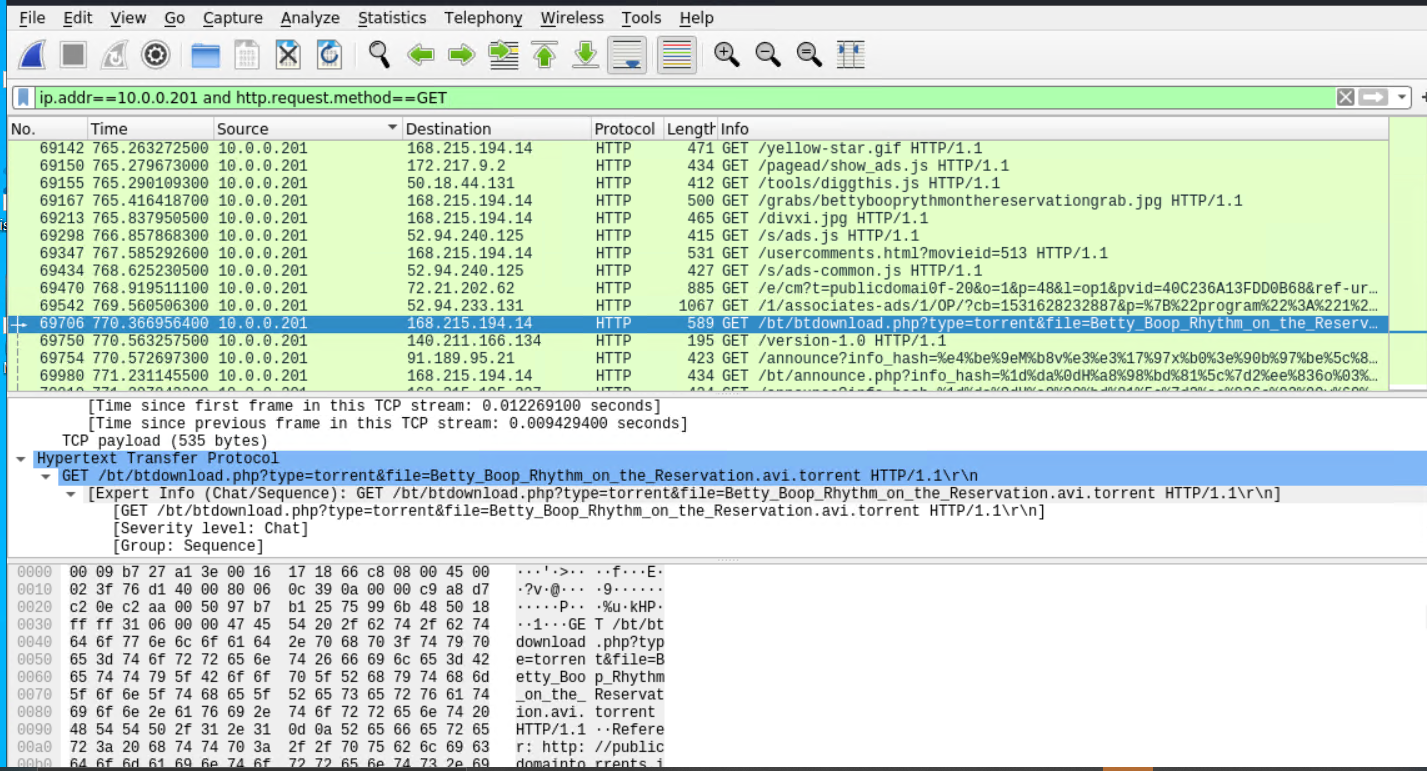 File Edit View Go Capture Analyze Statistics Telephony Wireless Tools Help
ip.addr==10.0.0.201 and http.request.method==GET
No. Time Source Destination Protocol Length Info
69142 765.263272500 10.0.0.201 168.215.194.14 HTTP 471 GET /yellow-star.gif HTTP/1.1
69150 765.279673000 10.0.0.201 172.217.9.2 HTTP 434 GET /pagead/show_ads.js HTTP/1.1
69155 765.290109300 10.0.0.201 50.18.44.131 HTTP 412 GET /tools/diggthis.js HTTP/1.1
69167 765.416418700 10.0.0.201 168.215.194.14 HTTP 500 GET /grabs/bettybooprythmonthereservationgrab.jpg HTTP/1.1
69213 765.837950500 10.0.0.201 168.215.194.14 HTTP 465 GET /divxi.jpg HTTP/1.1
69298 766.857868300 10.0.0.201 52.94.240.125 HTTP 415 GET /s/ads.js HTTP/1.1
69347 767.585292600 10.0.0.201 168.215.194.14 HTTP 531 GET /usercomments.html?movieid=513 HTTP/1.1
69434 768.625230500 10.0.0.201 52.94.240.125 HTTP 427 GET /s/ads-common.js HTTP/1.1
69470 768.919511100 10.0.0.201 72.21.202.62 HTTP 885 GET /e/cm?t=publicdomai0f-20&o=1&p=48&l=op1&pvid=40C236A13FDD0B68&ref-ur…
69542 769.560506300 10.0.0.201 52.94.233.131 HTTP 1067 GET /1/associates-ads/1/OP/?cb=1531628232887&p=%7B%22program%22%3A%221%2…
69706 770.366956400 10.0.0.201 168.215.194.14 HTTP 589 GET /bt/btdownload.php?type=torrent&file=Betty_Boop_Rhythm_on_the_Reserv…
69750 770.563257500 10.0.0.201 140.211.166.134 HTTP 195 GET /version-1.0 HTTP/1.1
69754 770.572697300 10.0.0.201 91.189.95.21 HTTP 423 GET /announce?info_hash=%e4%be%9eM%b8v%e3%e3%17%97x%b0%3e%90b%97%be%5c%8…
69980 771.231145500 10.0.0.201 168.215.194.14 HTTP 434 GET /bt/announce.php?info_hash=%1d%da%0dH%a8%98%bd%81%5c%7d2%ee%836o%03%…
[Time since first frame in this TCP stream: 0.012269100 seconds]
[Time since previous frame in this TCP stream: 0.009429400 seconds]
TCP payload (535 bytes)
Hypertext Transfer Protocol
GET /bt/btdownload.php?type=torrent&file=Betty_Boop_Rhythm_on_the_Reservation.avi.torrent HTTP/1.1\r\n
[Expert Info (Chat/Sequence): GET /bt/btdownload.php?type=torrent&file=Betty_Boop_Rhythm_on_the_Reservation.avi.torrent HTTP/1.1\r\n]
[GET /bt/btdownload.php?type=torrent&file=Betty_Boop_Rhythm_on_the_Reservation.avi.torrent HTTP/1.1\r\n]
[Severity level: Chat]
[Group: Sequence]
0000 00 09 b7 27 a1 3e 00 16 17 18 66 c8 08 00 45 00 ···'·>·· ··f···E·
0010 02 3f 76 d1 40 00 80 06 0c 39 0a 00 00 c9 a8 d7 ·?v·@··· ·9······
0020 c2 0e c2 aa 00 50 97 b7 b1 25 75 99 6b 48 50 18 ·····P·· ·%u·kHP·
0030 ff ff 31 06 00 00 47 45 54 20 2f 62 74 2f 62 74 ··1···GE T /bt/bt
0040 64 6f 77 6e 6c 6f 61 64 2e 70 68 70 3f 74 79 70 download .php?typ
0050 65 3d 74 6f 72 72 65 6e 74 26 66 69 6c 65 3d 42 e=torren t&file=B
0060 65 74 74 79 5f 42 6f 6f 70 5f 52 68 79 74 68 6d etty_Boo p_Rhythm
0070 5f 6f 6e 5f 74 68 65 5f 52 65 73 65 72 76 61 74 _on_the_ Reservat
0080 69 6f 6e 2e 61 76 69 2e 74 6f 72 72 65 6e 74 20 ion.avi. torrent
0090 48 54 54 50 2f 31 2e 31 0d 0a 52 65 66 65 72 65 HTTP/1.1 ··Refere
00a0 72 3a 20 68 74 74 70 3a 2f 2f 70 75 62 6c 69 63 r: http: //public
00b0 64 6f 6d 61 69 6e 74 6f 72 72 65 6e 74 73 2e 69 domainto rrents.i